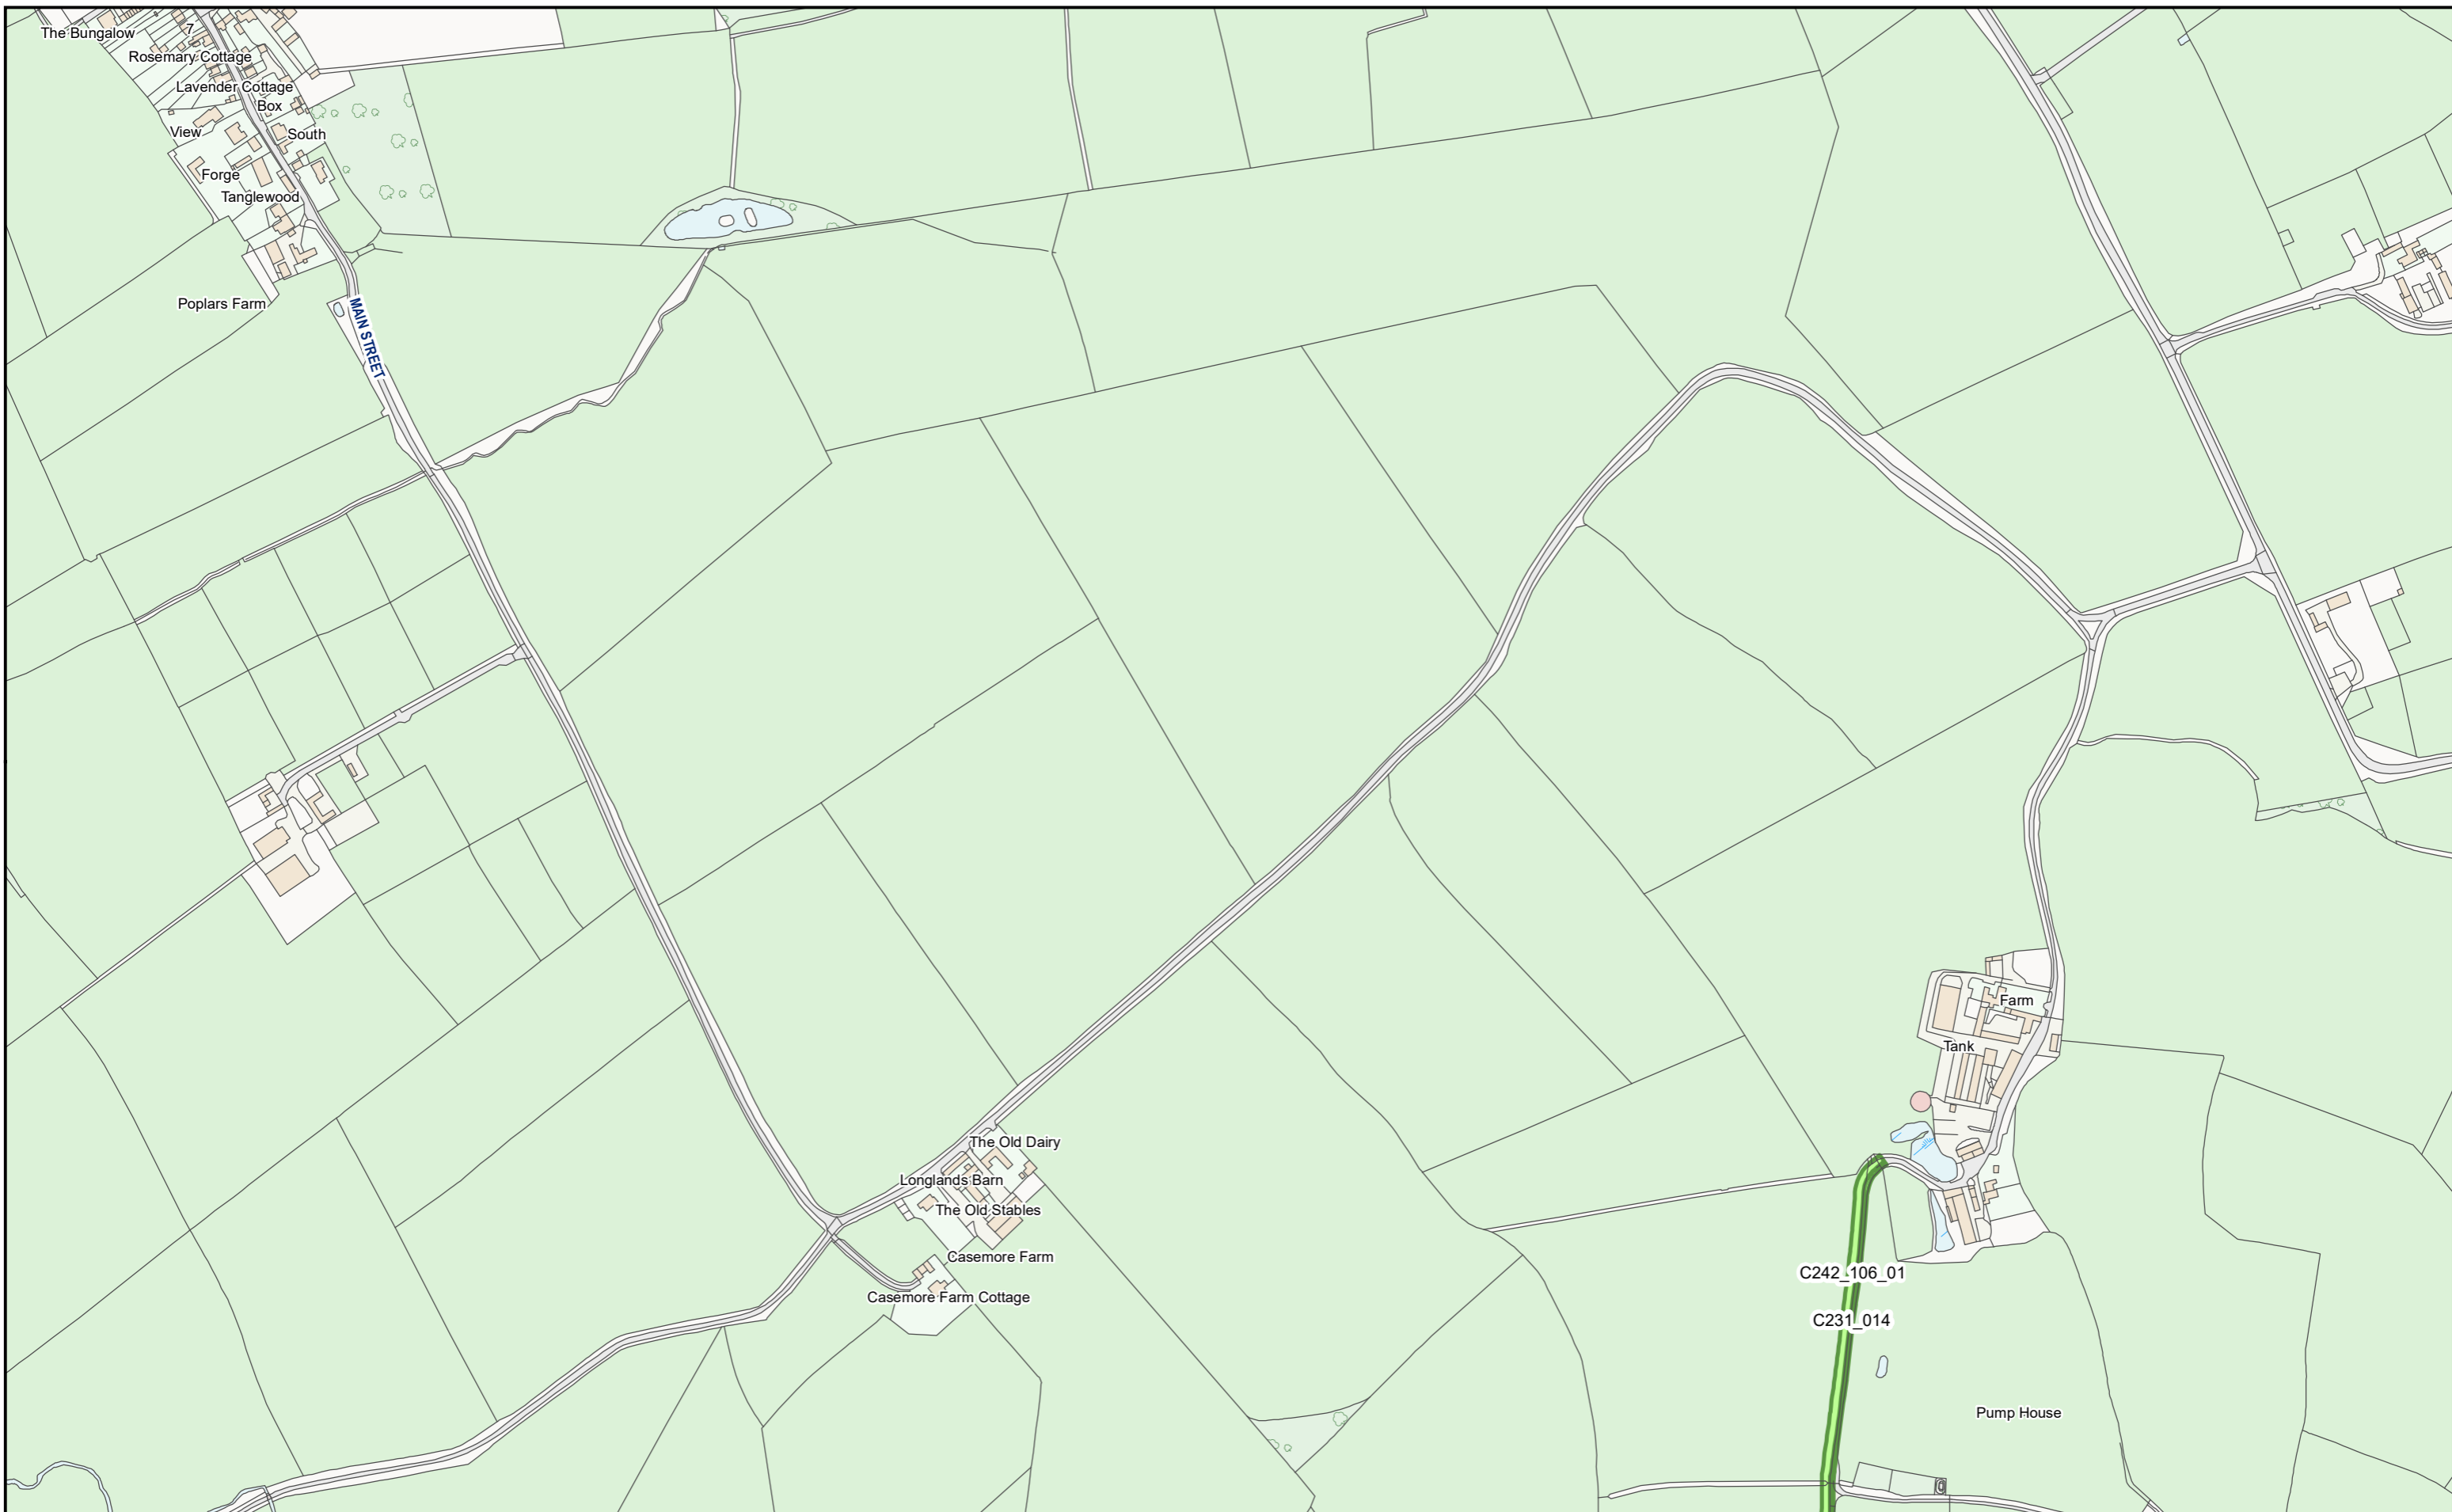 The Bungalow
7
Rosemary Cottage
Lavender Cottage
Box
View
South
Forge
Tanglewood
Poplars Farm
MAIN STREET
Farm
Tank
The Old Dairy
Longlands Barn
The Old Stables
Casemore Farm
Casemore Farm Cottage
C242_106_01
C231_014
Pump House